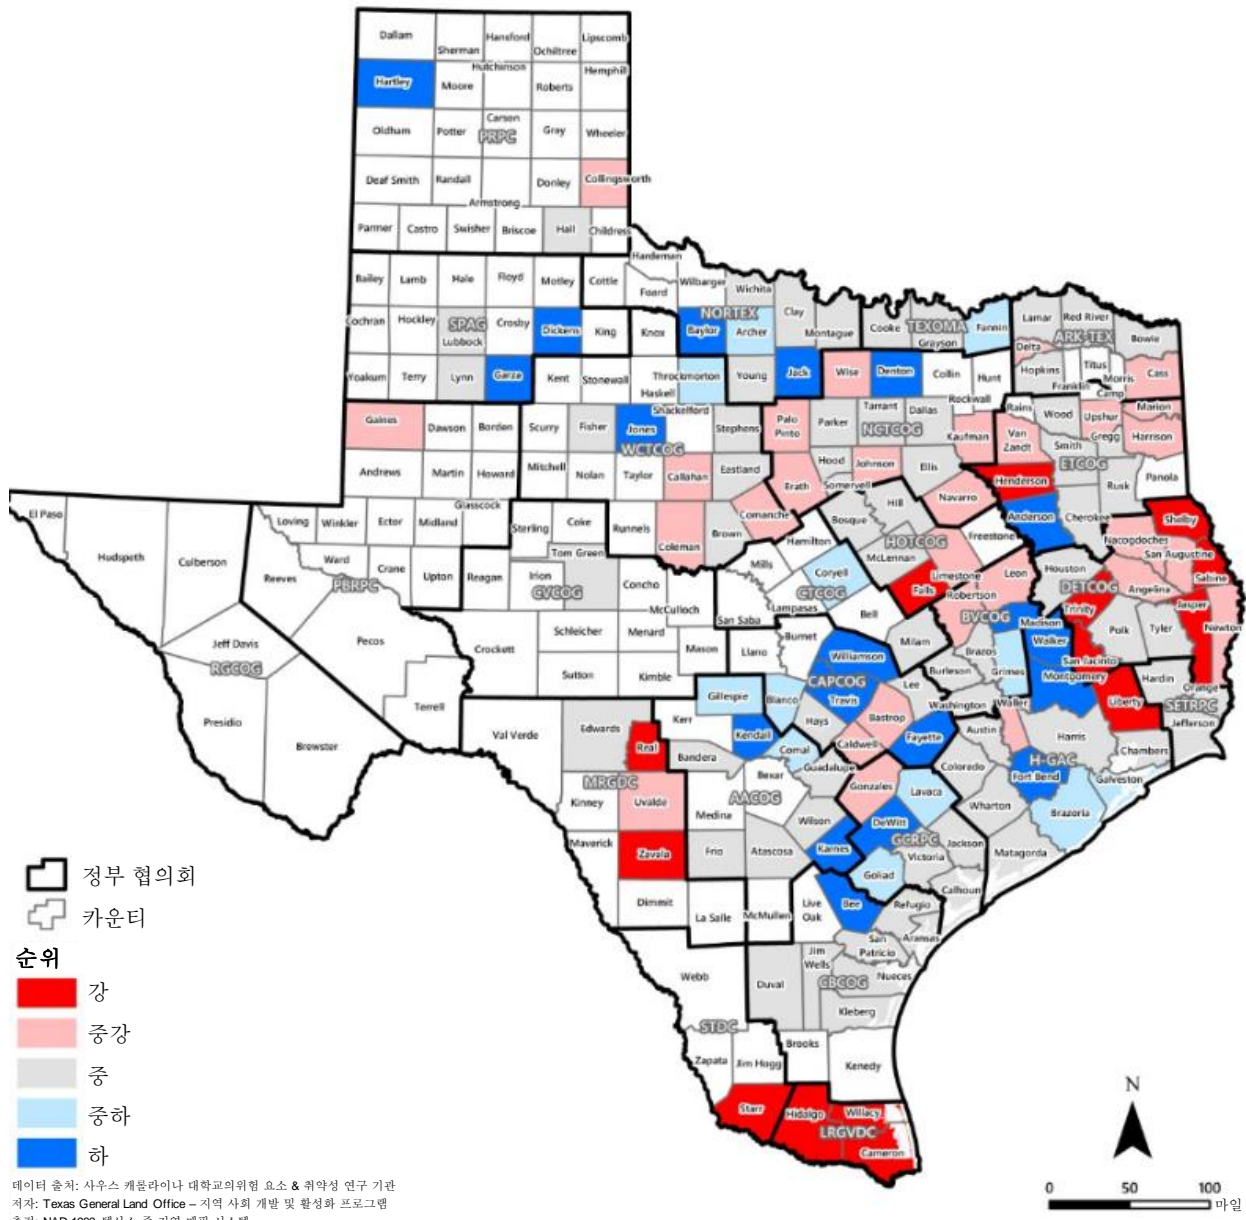 Dallam
Sherman
Hansford
Ochiltree
Lipscomb
Hartley
Moore
Hutchinson
Roberts
Hemphill
Oldham
Potter
Carson
PRPC
Gray
Wheeler
Deaf Smith
Randall
Armstrong
Donley
Collingsworth
Parmer
Castro
Swisher
Briscoe
Hall
Childress
Bailey
Lamb
Hale
Floyd
Motley
Cottle
Hardeman
Foard
Wilbarger
Wichita
Cochran
Hockley
SPAG
Lubbock
Crosby
Dickens
King
Knox
NORTEX
Baylor
Archer
Clay
Montague
Cooke
TEXOMA
Grayson
Fannin
Lamar
Red River
ARK-TEX
Bowie
Delta
Yoakum
Terry
Lynn
Garza
Kent
Stonewall
Haskell
Throckmorton
Young
Jack
Wise
Denton
Collin
Hunt
Hopkins
Franklin
Titus
Morris
Cass
Camp
Rockwall
Rains
Gaines
Dawson
Borden
Scurry
Fisher
Jones
Shackelford
WCTCOG
Stephens
Palo
Pinto
Parker
Tarrant
Dallas
NCTCOG
Kaufman
Van
Zandt
Wood
Upshur
Marion
Gregg
Harrison
Smith
ETCOG
Andrews
Martin
Howard
Mitchell
Nolan
Taylor
Callahan
Eastland
Erath
Hood
Somervell
Johnson
Ellis
Navarro
Henderson
Rusk
Panola
El Paso
Hudspeth
Culberson
Loving
Winkler
Ector
Midland
Glasscock
Sterling
Coke
Runnels
Coleman
Brown
Comanche
Hamilton
Bosque
Hill
HOTCOG
McLennan
Freestone
Anderson
Cherokee
Shelby
Nacogdoches
San Augustine
Sabine
Reeves
Ward
PBRPC
Crane
Upton
Reagan
Irion
Tom Green
CVCOG
Concho
McCulloch
Mills
San Saba
Lampasas
Coryell
CTCOG
Bell
Falls
Limestone
Robertson
Leon
Houston
DETCOG
Trinity
Angelina
Jasper
Newton
BVCOG
Madison
Walker
Polk
Tyler
Jeff Davis
RGCOG
Pecos
Crockett
Schleicher
Menard
Mason
Llano
Burnet
Williamson
Milam
Brazos
Grimes
San Jacinto
Montgomery
Presidio
Brewster
Terrell
Sutton
Kimble
Gillespie
Blanco
CAPCOG
Travis
Lee
Burleson
Washington
Waller
Liberty
Hardin
Orange
SETRPC
Jefferson
Val Verde
Edwards
Real
Kerr
Kendall
Hays
Bastrop
Caldwell
Fayette
Austin
Harris
Chambers
H-GAC
Galveston
Bandera
Comal
Guadalupe
Colorado
Fort Bend
MRGDC
Kinney
Uvalde
Medina
Bexar
AACOG
Gonzales
Lavaca
Wharton
Brazoria
Maverick
Zavala
Frio
Atascosa
Wilson
Karnes
DeWitt
GCRPC
Victoria
Jackson
Matagorda
Goliad
Calhoun
Dimmit
La Salle
McMullen
Live
Oak
Bee
Refugio
Aransas
San
Patricio
Webb
Duval
Jim
Wells
CBCOG
Nueces
Kleberg
STDC
Zapata
Jim Hogg
Brooks
Kenedy
Starr
Hidalgo
Willacy
LRGVDC
Cameron
정부 협의회
카운티
순위
강
중강
중
중하
하
N
0 50 100
마일
데이터 출처: 사우스 캐롤라이나 대학교의위험 요소 & 취약성 연구 기관
저자: Texas General Land Office – 지역 사회 개발 및 활성화 프로그램